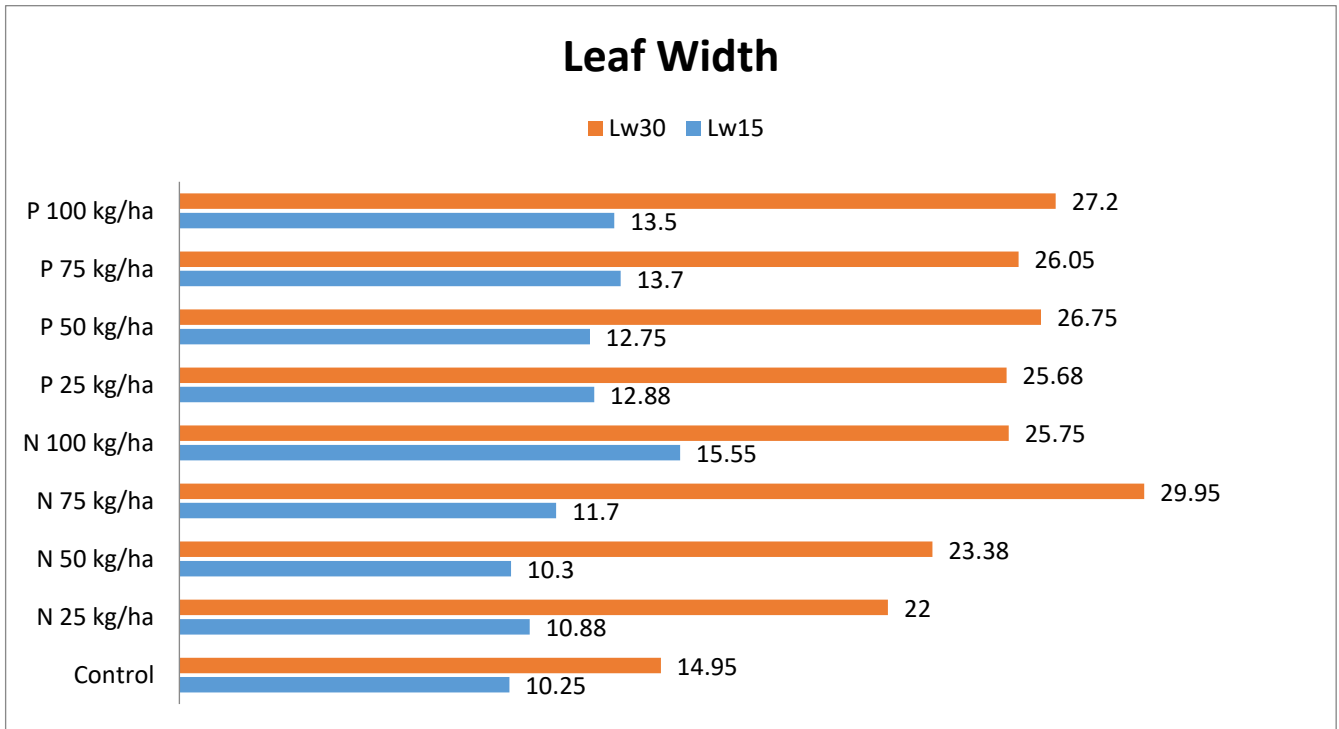 Leaf Width
Lw30 Lw15
P 100 kg/ha 27.2
13.5
P 75 kg/ha 26.05
13.7
P 50 kg/ha 26.75
12.75
P 25 kg/ha 25.68
12.88
N 100 kg/ha 25.75
15.55
N 75 kg/ha 29.95
11.7
N 50 kg/ha 23.38
10.3
N 25 kg/ha 22
10.88
Control 14.95
10.25